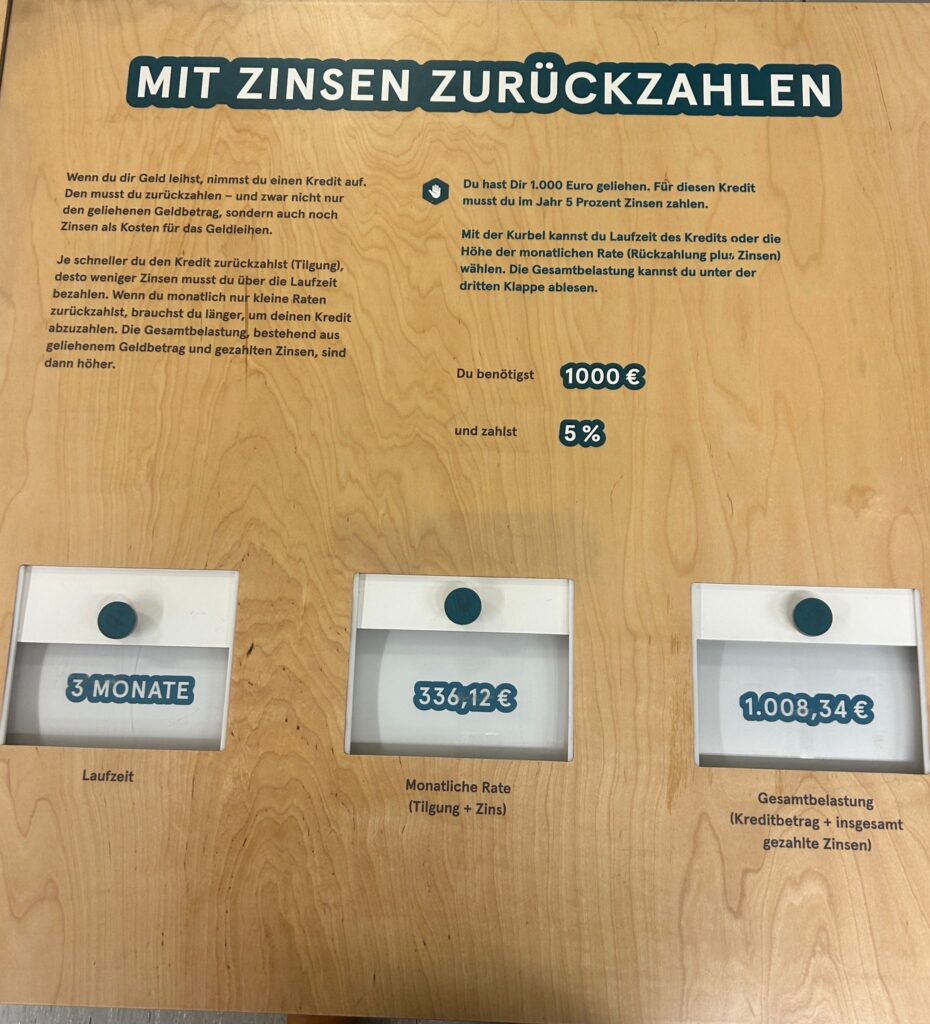 MIT ZINSEN ZURÜCKZAHLEN
Wenn du dir Geld leihst, nimmst du einen Kredit auf.
Den musst du zurückzahlen – und zwar nicht nur
den geliehenen Geldbetrag, sondern auch noch
Zinsen als Kosten für das Geldleihen.
Je schneller du den Kredit zurückzahlst (Tilgung),
desto weniger Zinsen musst du über die Laufzeit
bezahlen. Wenn du monatlich nur kleine Raten
zurückzahlst, brauchst du länger, um deinen Kredit
abzuzahlen. Die Gesamtbelastung, bestehend aus
geliehenem Geldbetrag und gezahlten Zinsen, sind
dann höher.
Du hast Dir 1.000 Euro geliehen. Für diesen Kredit
musst du im Jahr 5 Prozent Zinsen zahlen.
Mit der Kurbel kannst du Laufzeit des Kredits oder die
Höhe der monatlichen Rate (Rückzahlung plus Zinsen)
wählen. Die Gesamtbelastung kannst du unter der
dritten Klappe ablesen.
Du benötigst 1000 €
und zahlst 5 %
3 MONATE
Laufzeit
336,12 €
Monatliche Rate
(Tilgung + Zins)
1.008,34 €
Gesamtbelastung
(Kreditbetrag + insgesamt
gezahlte Zinsen)